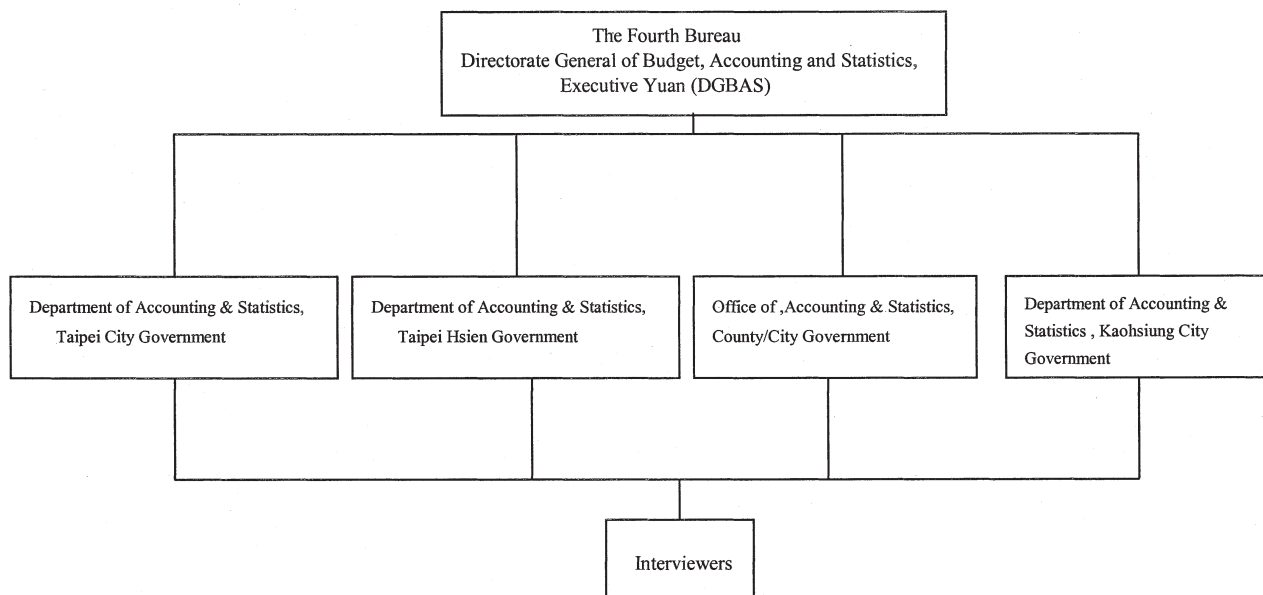 The Fourth Bureau
Directorate General of Budget, Accounting and Statistics,
Executive Yuan (DGBAS)
Department of Accounting & Statistics,
Taipei City Government
Department of Accounting & Statistics,
Taipei Hsien Government
Office of ,Accounting & Statistics,
County/City Government
Department of Accounting &
Statistics , Kaohsiung City
Government
Interviewers